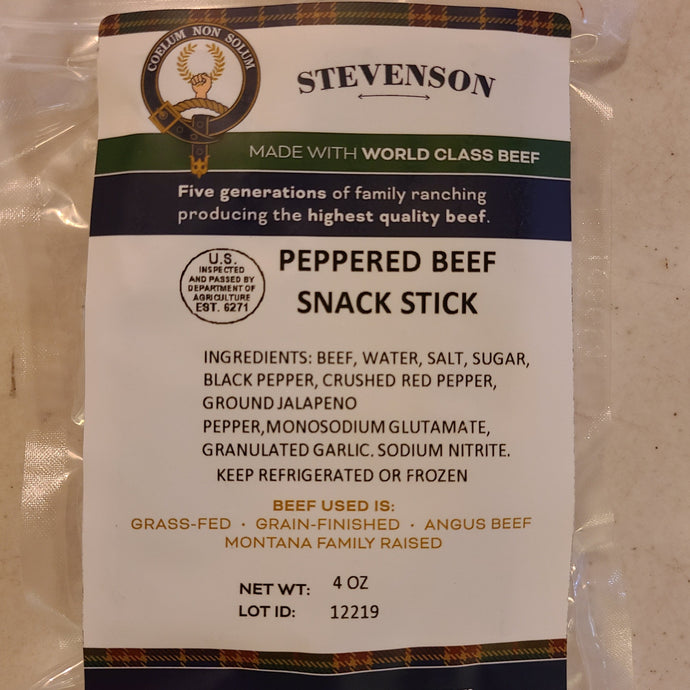 COELUM NON SOLUM
STEVENSON
MADE WITH WORLD CLASS BEEF
Five generations of family ranching
producing the highest quality beef.
U.S.
INSPECTED
AND PASSED BY
DEPARTMENT OF
AGRICULTURE
EST. 6271
PEPPERED BEEF
SNACK STICK
INGREDIENTS: BEEF, WATER, SALT, SUGAR,
BLACK PEPPER, CRUSHED RED PEPPER,
GROUND JALAPENO
PEPPER,MONOSODIUM GLUTAMATE,
GRANULATED GARLIC. SODIUM NITRITE.
KEEP REFRIGERATED OR FROZEN
BEEF USED IS:
GRASS-FED · GRAIN-FINISHED · ANGUS BEEF
MONTANA FAMILY RAISED
NET WT: 4 OZ
LOT ID: 12219